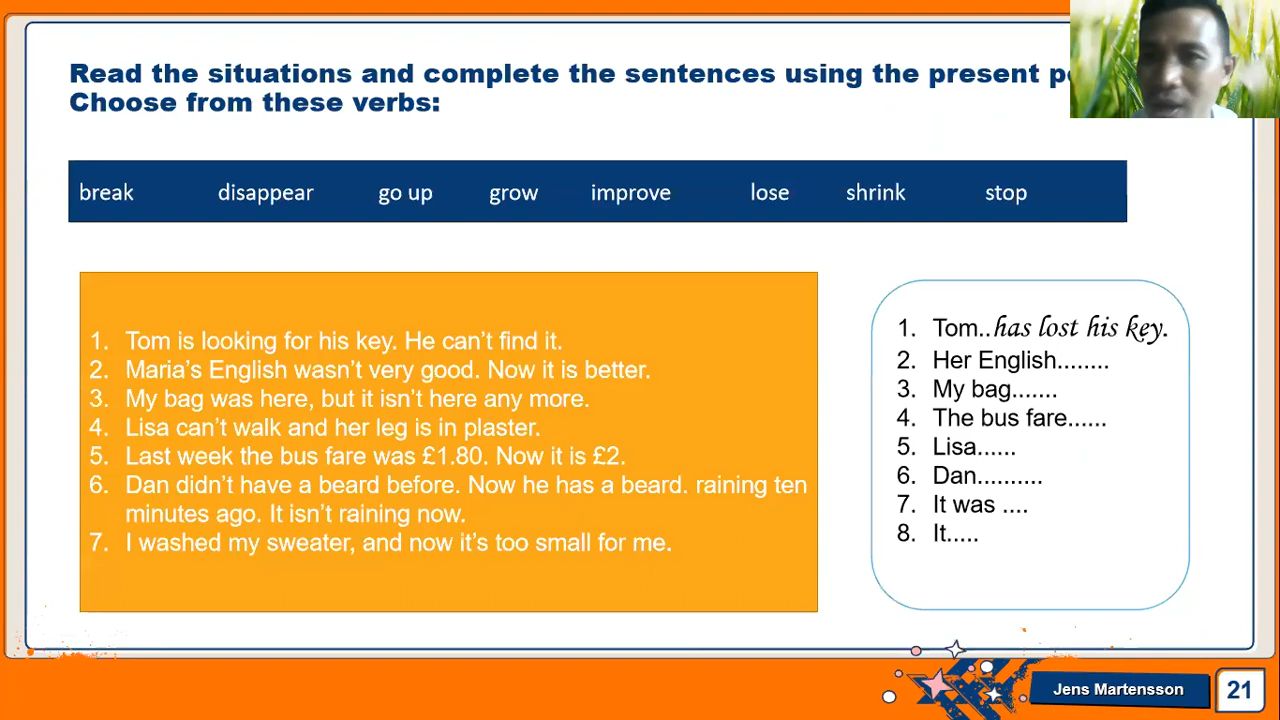 Read the situations and complete the sentences using the present
Choose from these verbs:
break disappear go up grow improve lose shrink stop
1. Tom is looking for his key. He can't find it.
2. Maria's English wasn't very good. Now it is better.
3. My bag was here, but it isn't here any more.
4. Lisa can't walk and her leg is in plaster.
5. Last week the bus fare was £1.80. Now it is £2.
6. Dan didn't have a beard before. Now he has a beard. raining ten
minutes ago. It isn't raining now.
7. I washed my sweater, and now it's too small for me.
1. Tom..has lost his key.
2. Her English........
3. My bag.......
4. The bus fare......
5. Lisa......
6. Dan..........
7. It was ....
8. It.....
Jens Martensson
21